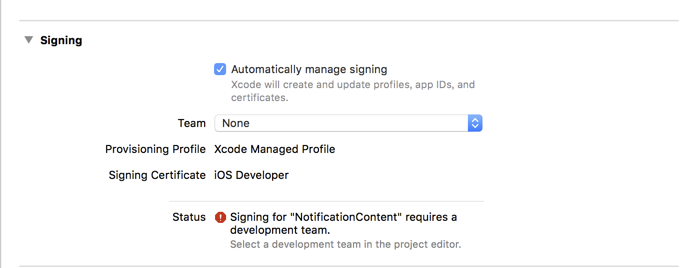 Signing
Automatically manage signing
Xcode will create and update profiles, app IDs, and
certificates.
Team None
Provisioning Profile Xcode Managed Profile
Signing Certificate iOS Developer
Status Signing for "NotificationContent" requires a
development team.
Select a development team in the project editor.